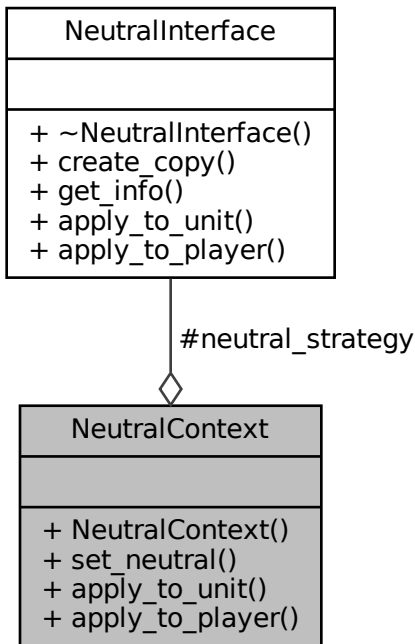 NeutralInterface
+ ~NeutralInterface()
+ create_copy()
+ get_info()
+ apply_to_unit()
+ apply_to_player()
#neutral_strategy
NeutralContext
+ NeutralContext()
+ set_neutral()
+ apply_to_unit()
+ apply_to_player()